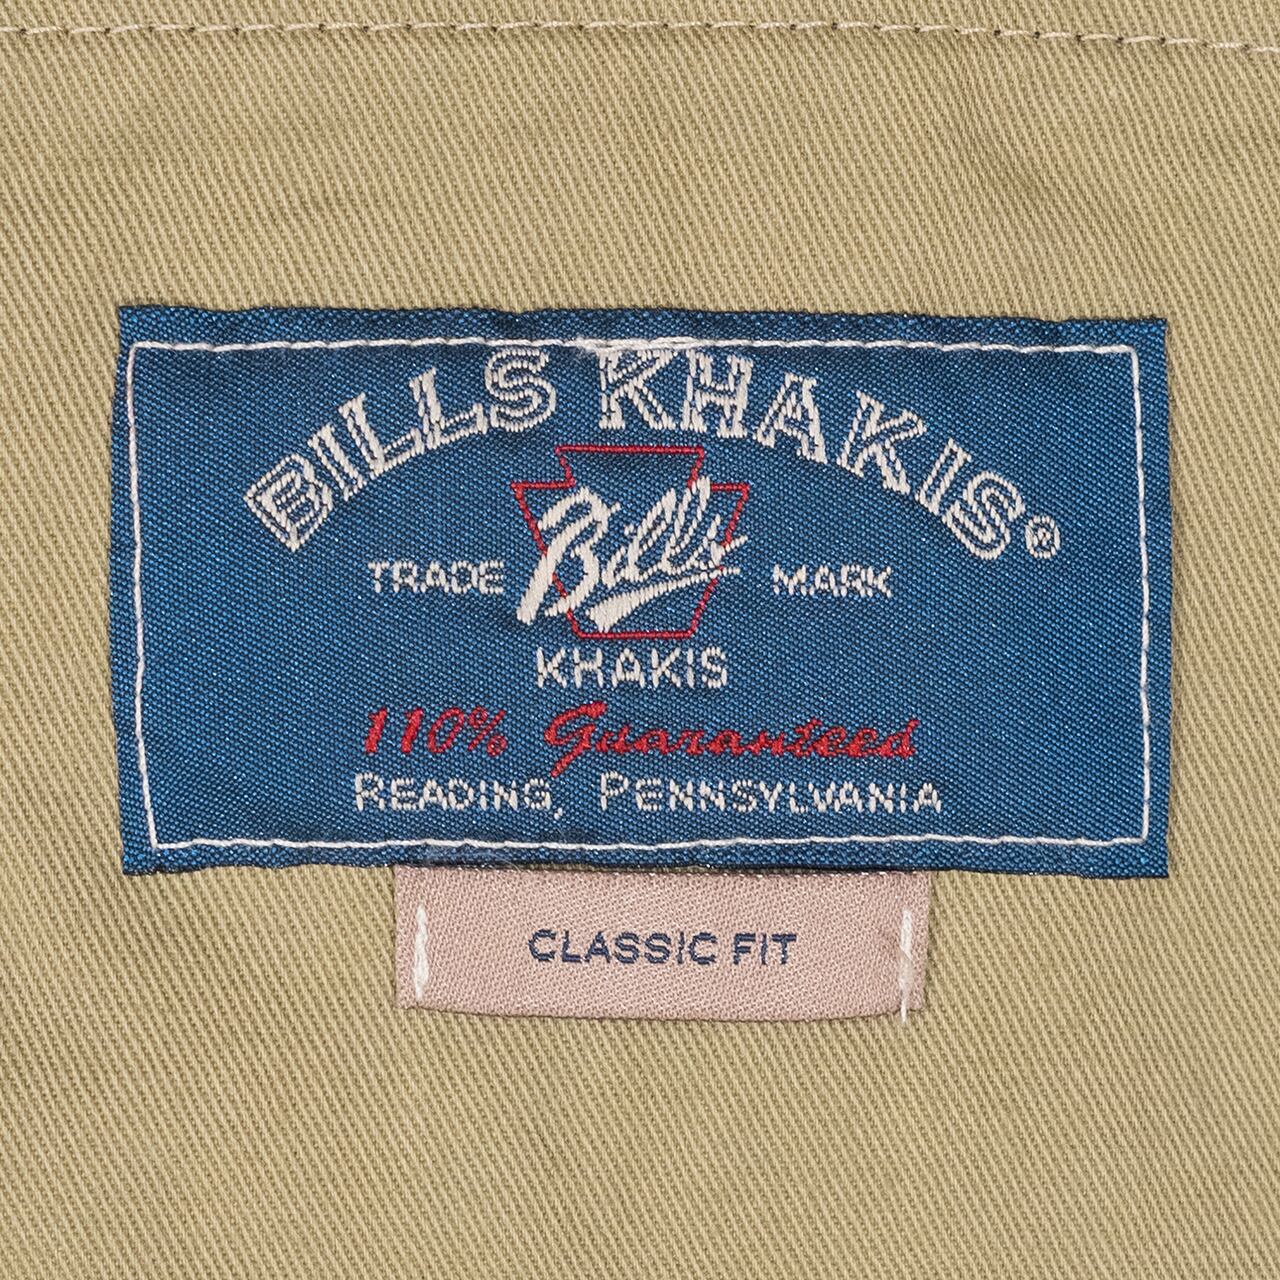 BILLS KHAKIS®
TRADE Bills MARK
KHAKIS
110% Guaranteed
READING, PENNSYLVANIA
CLASSIC FIT